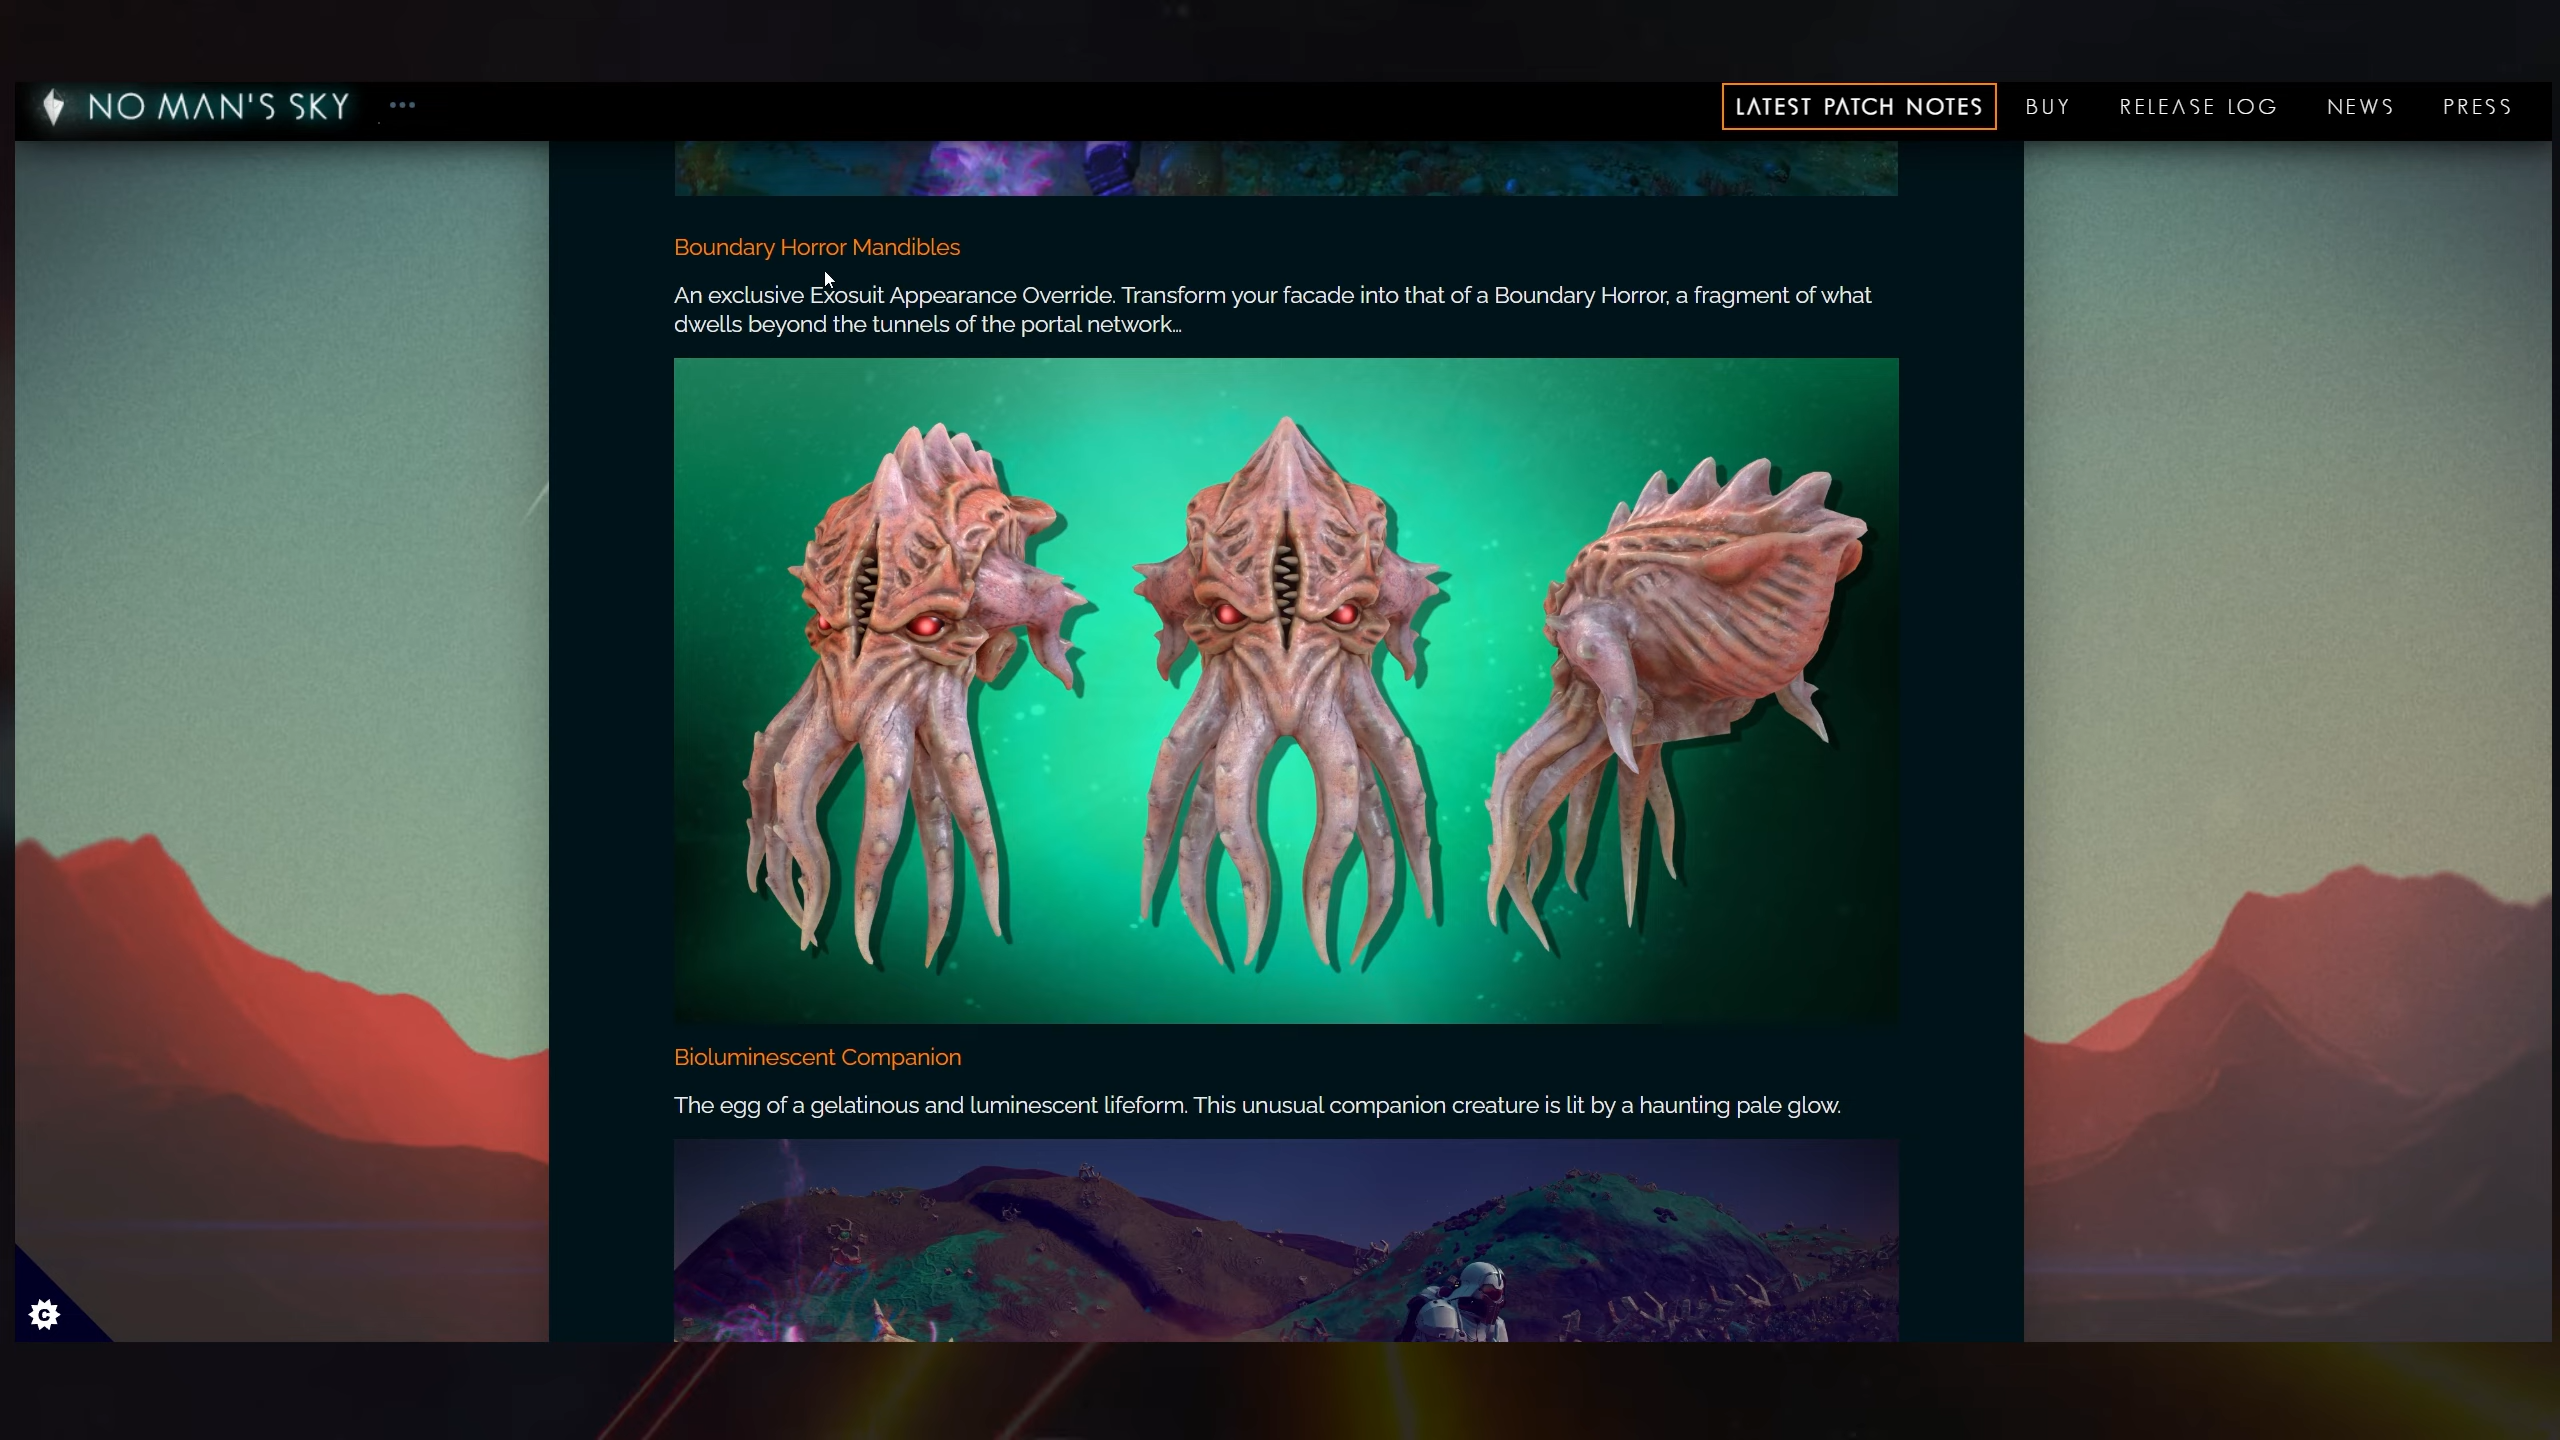 NO MAN'S SKY
LATEST PATCH NOTES
BUY
RELEASE LOG
NEWS
PRESS
Boundary Horror Mandibles
An exclusive Exosuit Appearance Override. Transform your facade into that of a Boundary Horror, a fragment of what
dwells beyond the tunnels of the portal network…
Bioluminescent Companion
The egg of a gelatinous and luminescent lifeform. This unusual companion creature is lit by a haunting pale glow.
C